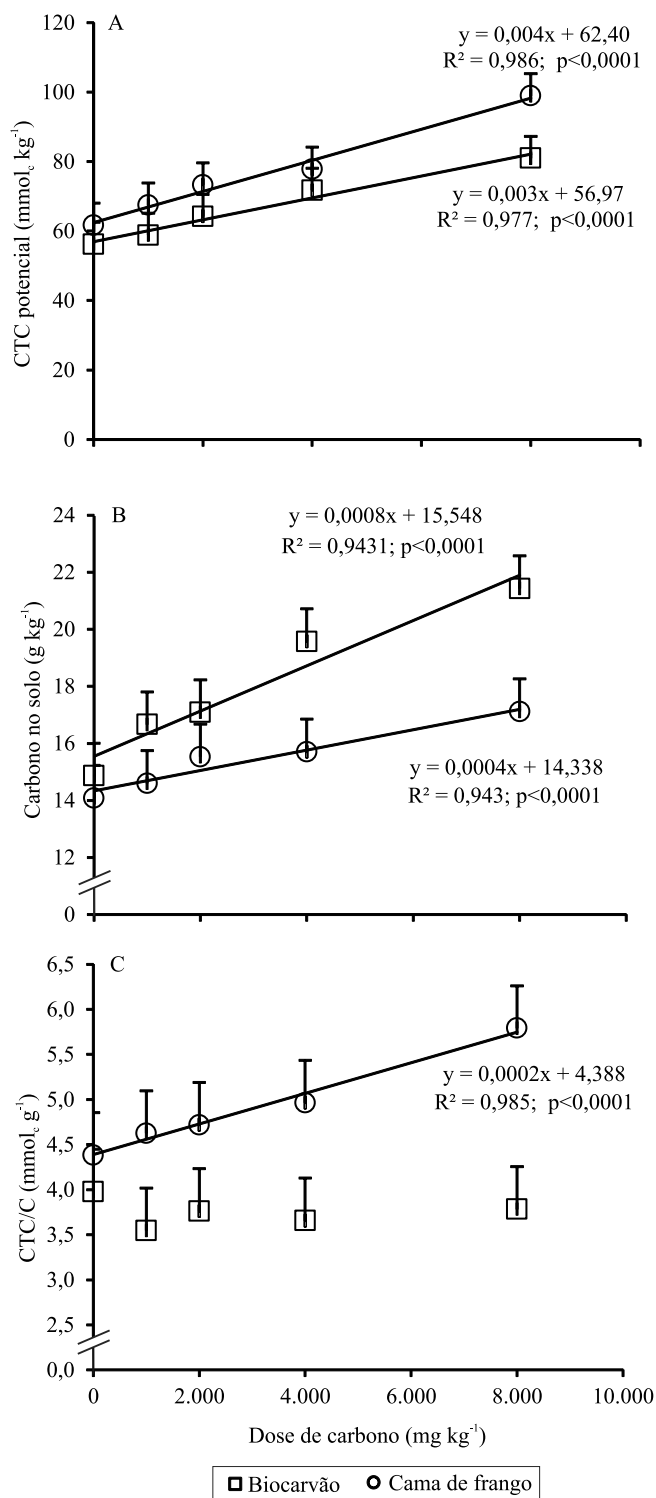 A
y = 0,004x + 62,40
R² = 0,986; p<0,0001
120
100
80
60
40
20
0
CTC potencial (mmol꜀ kg⁻¹)
y = 0,003x + 56,97
R² = 0,977; p<0,0001
B
y = 0,0008x + 15,548
R² = 0,9431; p<0,0001
24
22
20
18
16
14
12
0
Carbono no solo (g kg⁻¹)
y = 0,0004x + 14,338
R² = 0,943; p<0,0001
C
6,5
6,0
5,5
5,0
4,5
4,0
3,5
3,0
2,5
0,0
CTC/C (mmol꜀ g⁻¹)
y = 0,0002x + 4,388
R² = 0,985; p<0,0001
0 2.000 4.000 6.000 8.000 10.000
Dose de carbono (mg kg⁻¹)
Biocarvão Cama de frango